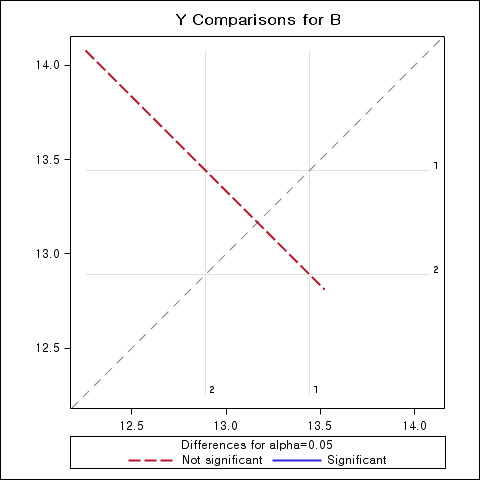 Y Comparisons for B
14.0
13.5
13.0
12.5
1
2
2
1
12.5 13.0 13.5 14.0
Differences for alpha=0.05
Not significant Significant